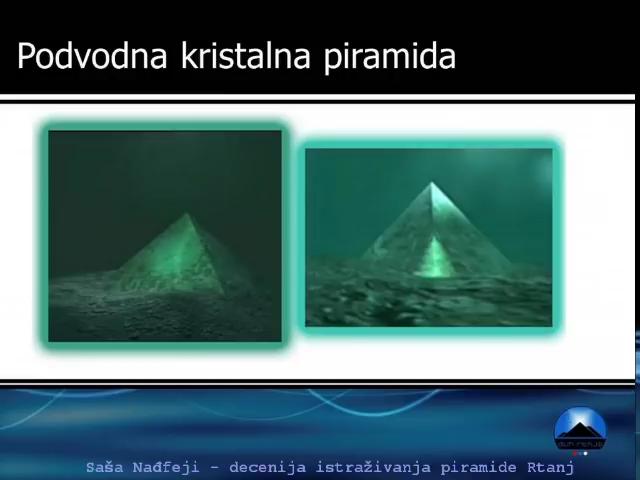 Podvodna kristalna piramida
Saša Nađfeji - decenija istraživanja piramide Rtanj